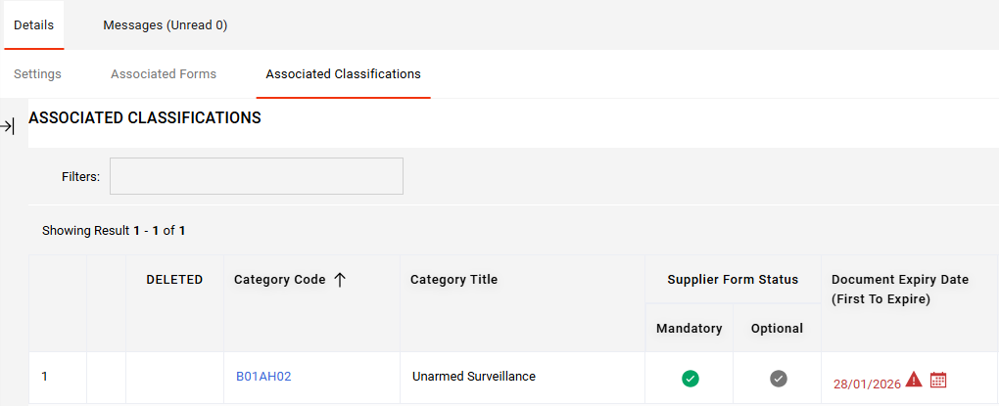 Details Messages (Unread 0)
Settings Associated Forms Associated Classifications
ASSOCIATED CLASSIFICATIONS
Filters:
Showing Result 1 - 1 of 1
DELETED Category Code Category Title Supplier Form Status Document Expiry Date
(First To Expire)
Mandatory Optional
1 B01AH02 Unarmed Surveillance 28/01/2026